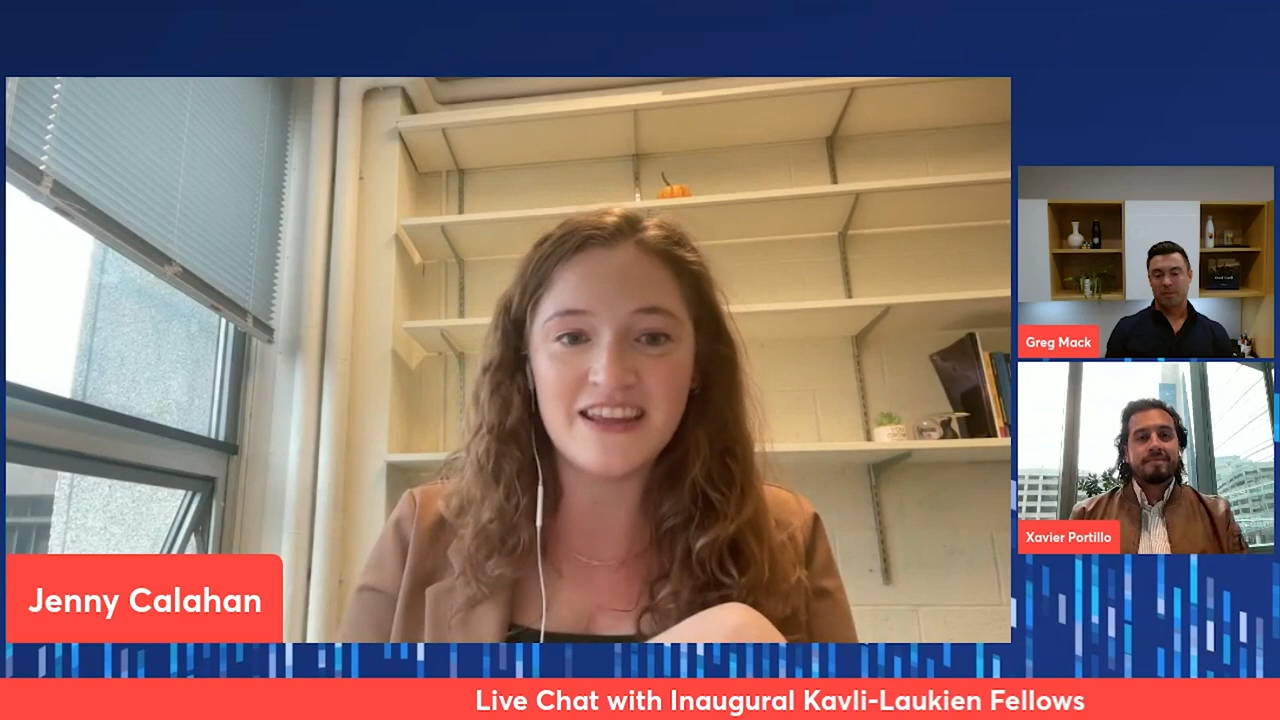 Greg Mack
Xavier Portillo
Jenny Calahan
Live Chat with Inaugural Kavli-Laukien Fellows